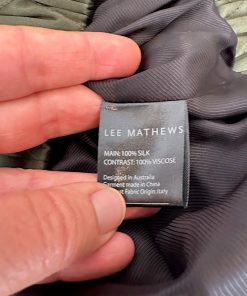 LEE MATHEWS
MAIN: 100% SILK
CONTRAST: 100% VISCOSE
Designed in Australia
Garment made in China
Fabric Origin: Italy